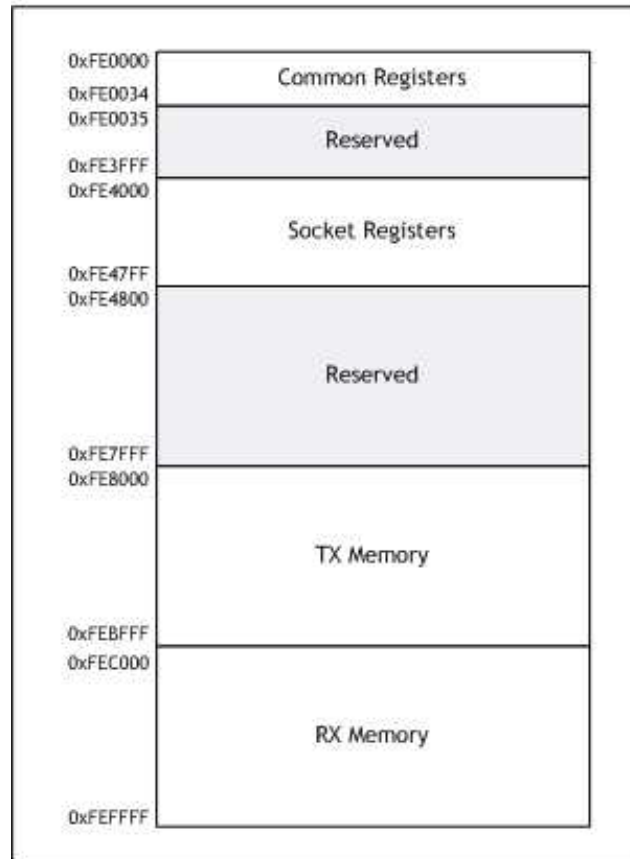 0xFE0000
Common Registers
0xFE0034
0xFE0035
Reserved
0xFE3FFF
0xFE4000
Socket Registers
0xFE47FF
0xFE4800
Reserved
0xFE7FFF
0xFE8000
TX Memory
0xFEBFFF
0xFEC000
RX Memory
0xFEFFFF